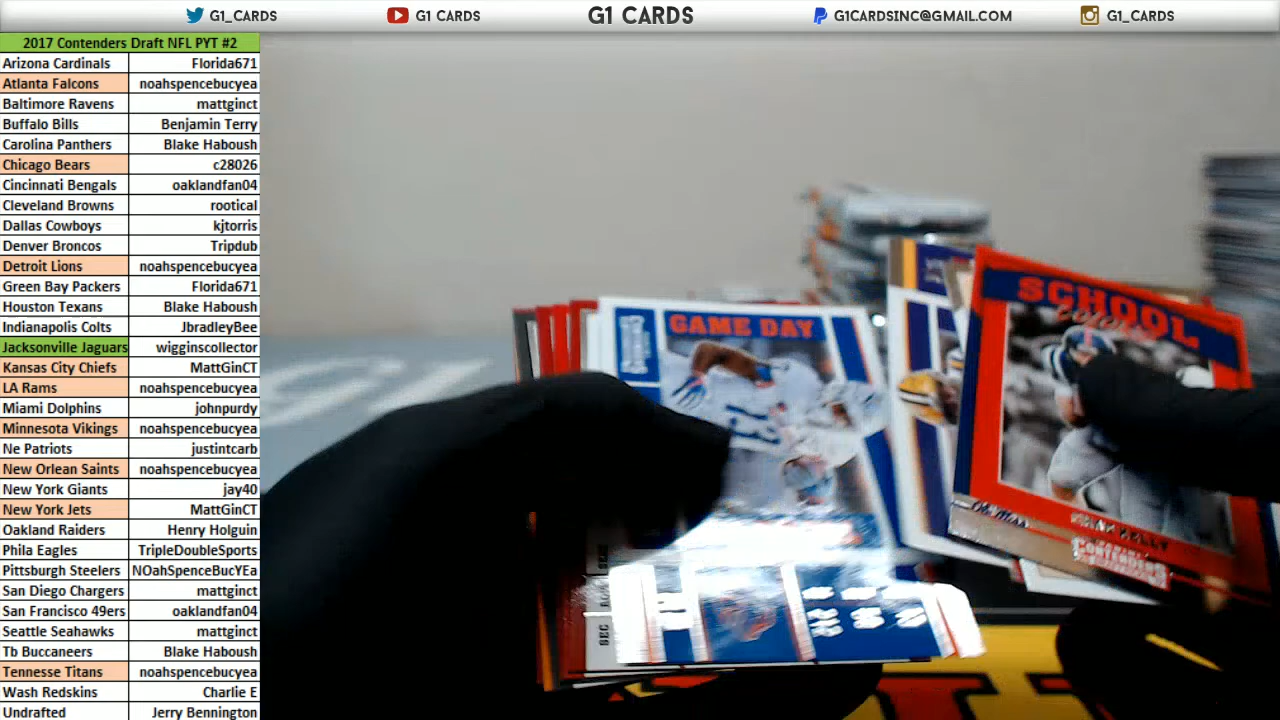 G1_CARDS G1 CARDS G1 CARDS G1CARDSINC@GMAIL.COM G1_CARDS
2017 Contenders Draft NFL PYT #2
Arizona Cardinals Florida671
Atlanta Falcons noahspencebucyea
Baltimore Ravens mattginct
Buffalo Bills Benjamin Terry
Carolina Panthers Blake Haboush
Chicago Bears c28026
Cincinnati Bengals oaklandfan04
Cleveland Browns rootical
Dallas Cowboys kjtorris
Denver Broncos Tripdub
Detroit Lions noahspencebucyea
Green Bay Packers Florida671
Houston Texans Blake Haboush
Indianapolis Colts JbradleyBee
Jacksonville Jaguars wigginscollector
Kansas City Chiefs MattGinCT
LA Rams noahspencebucyea
Miami Dolphins johnpurdy
Minnesota Vikings noahspencebucyea
Ne Patriots justintcarb
New Orlean Saints noahspencebucyea
New York Giants jay40
New York Jets MattGinCT
Oakland Raiders Henry Holguin
Phila Eagles TripleDoubleSports
Pittsburgh Steelers NOahSpenceBucYEa
San Diego Chargers mattginct
San Francisco 49ers oaklandfan04
Seattle Seahawks mattginct
Tb Buccaneers Blake Haboush
Tennesse Titans noahspencebucyea
Wash Redskins Charlie E
Undrafted Jerry Bennington
GAME DAY
SCHOOL
Colors
Ole Miss
KELLY
CONTENDERS
SEC